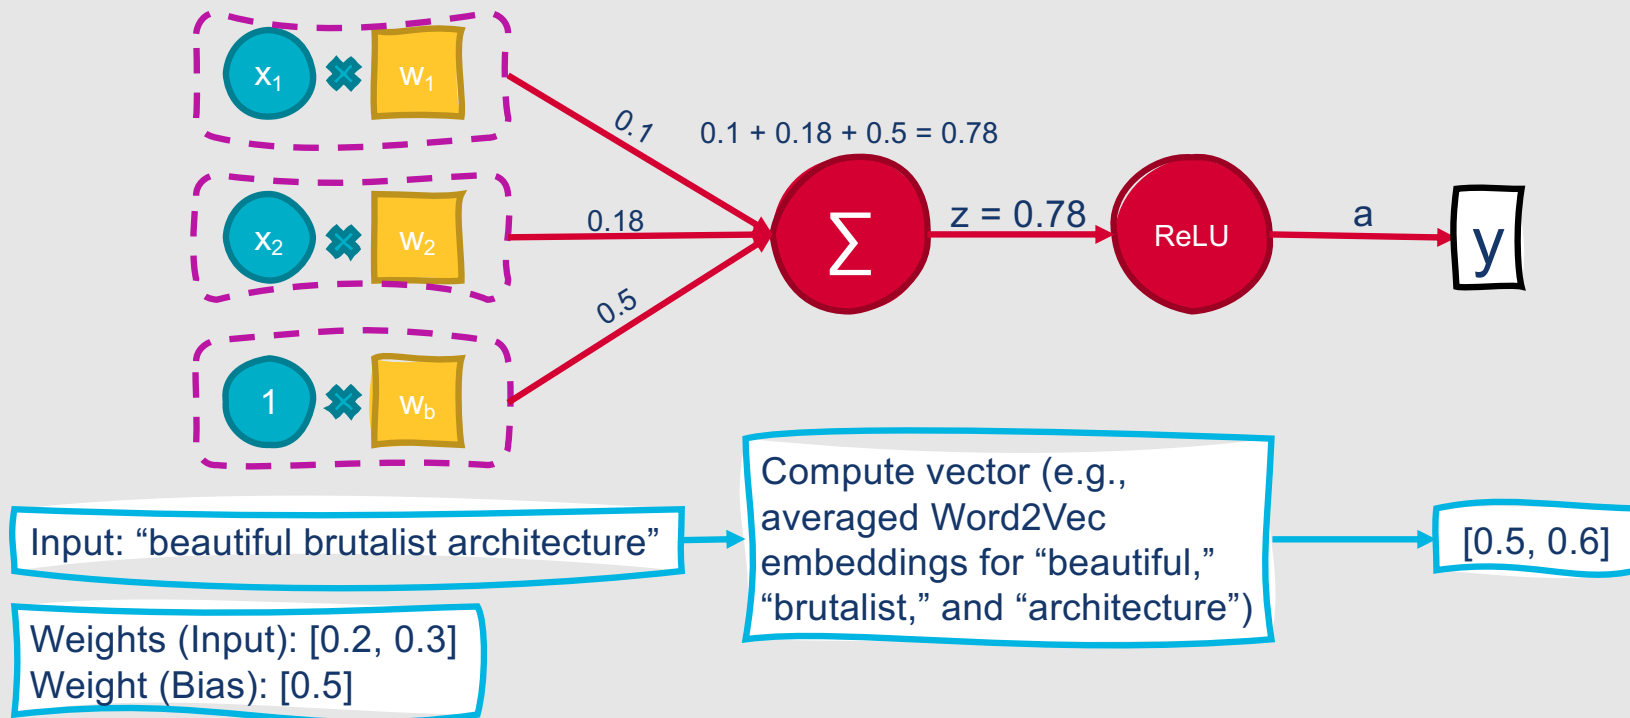 x₁
w₁
0.1
0.1 + 0.18 + 0.5 = 0.78
x₂
w₂
0.18
∑
z = 0.78
ReLU
a
y
0.5
1
w_b
Input: “beautiful brutalist architecture”
Compute vector (e.g.,
averaged Word2Vec
embeddings for “beautiful,”
“brutalist,” and “architecture”)
[0.5, 0.6]
Weights (Input): [0.2, 0.3]
Weight (Bias): [0.5]